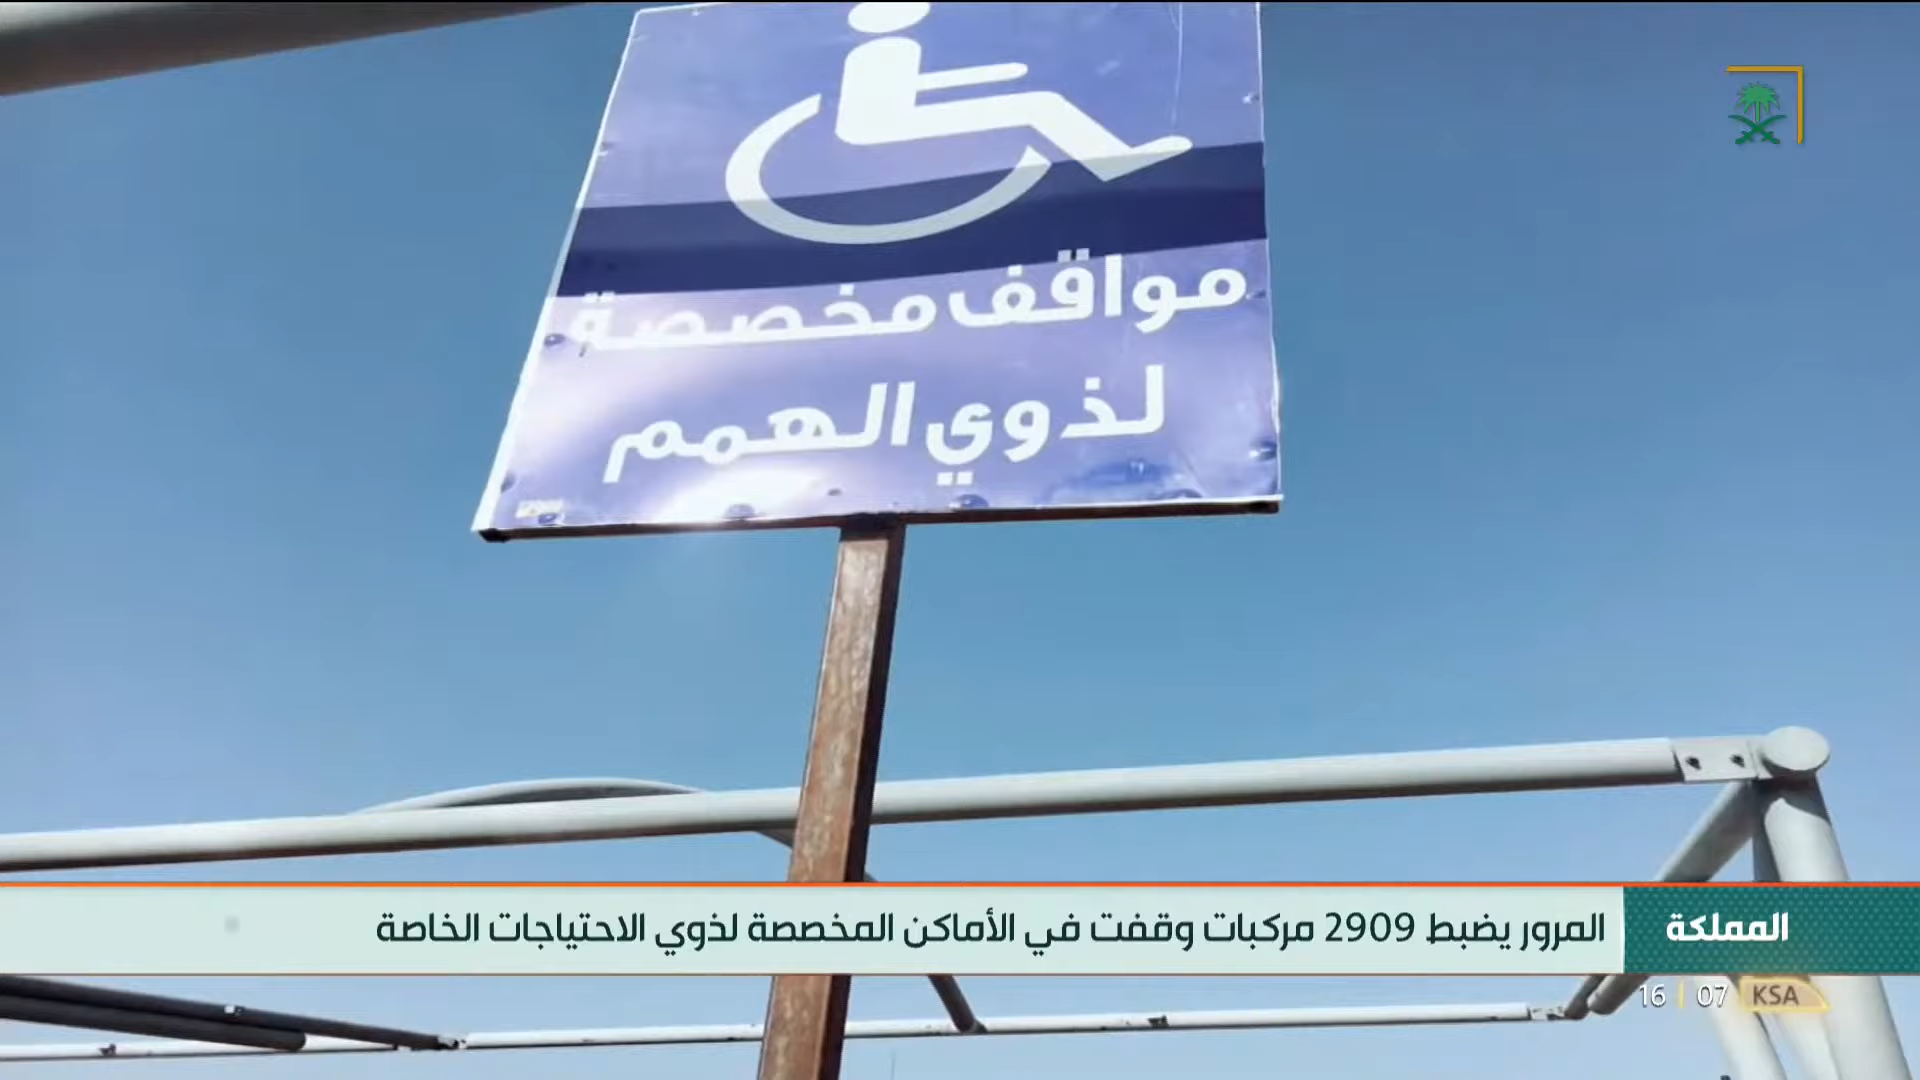 مواقف مخصصة
لذوي الهمم
المملكة
المرور يضبط 2909 مركبات وقفت في الأماكن المخصصة لذوي الاحتياجات الخاصة
16 | 07 KSA